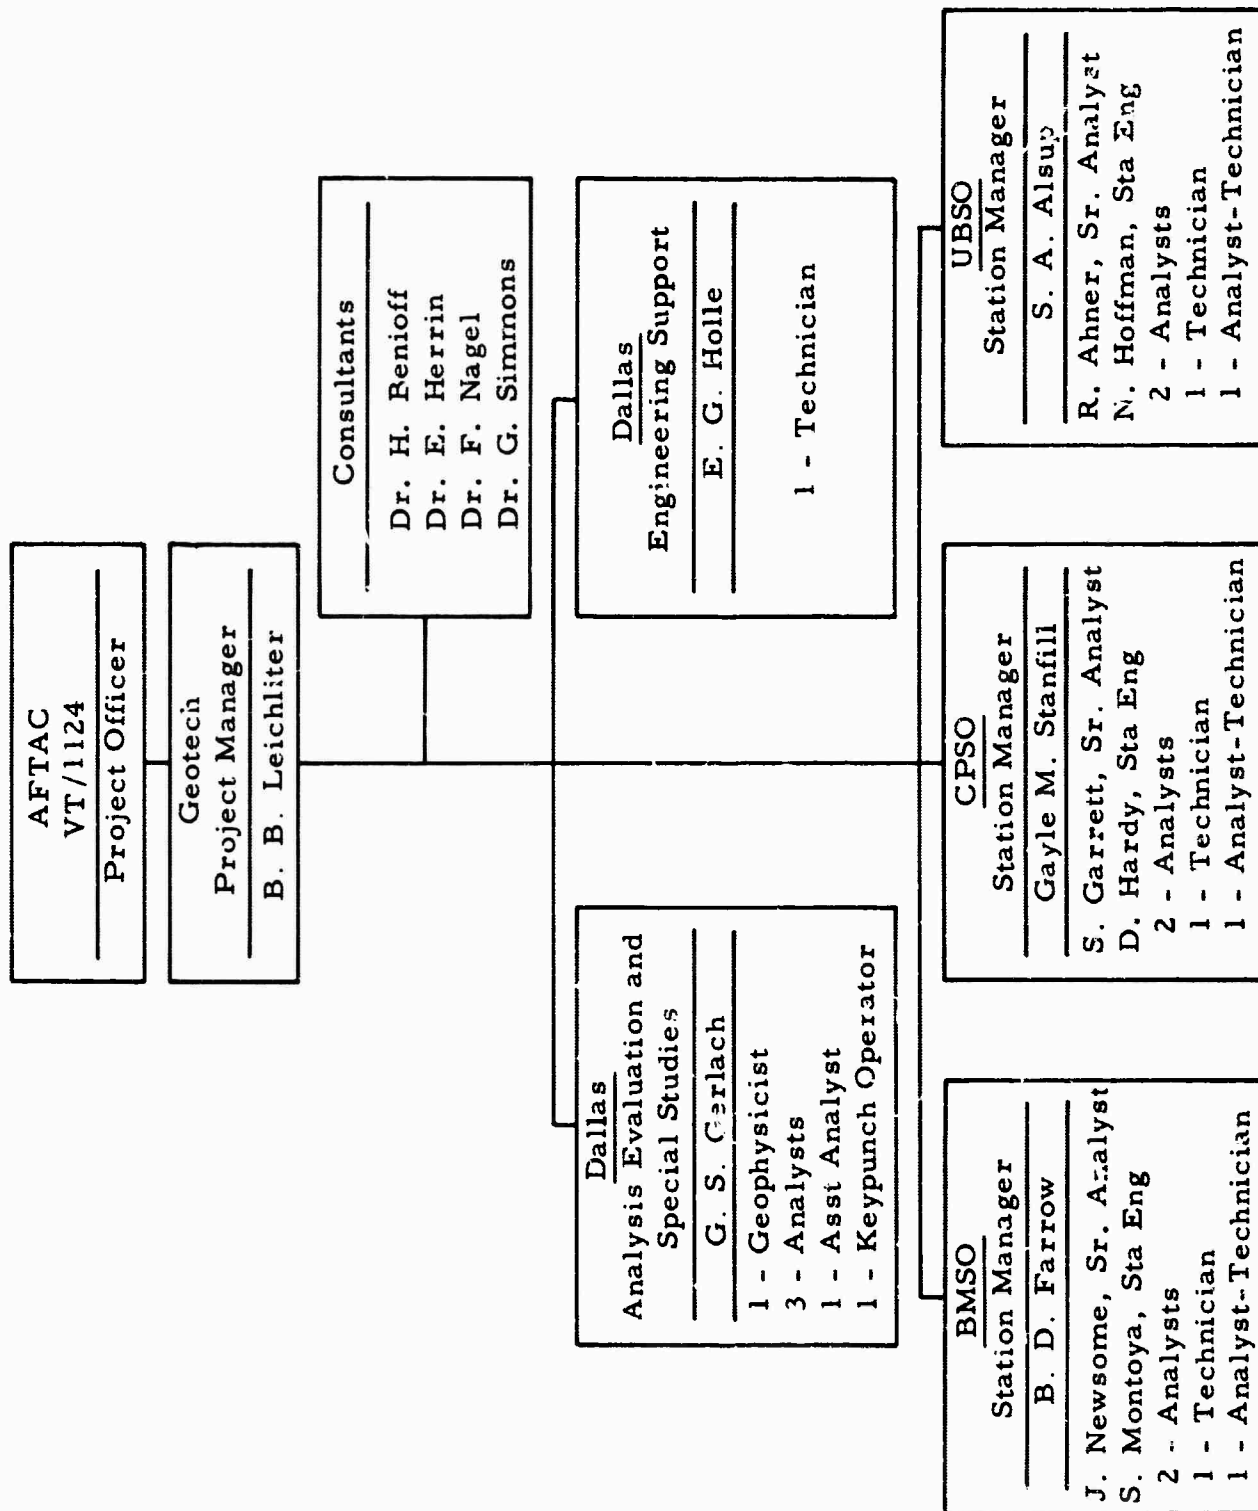 AFTAC
VT/1124
Project Officer
Geotech
Project Manager
B. B. Leichliter
Consultants
Dr. H. Benioff
Dr. E. Herrin
Dr. F. Nagel
Dr. G. Simmons
Dallas
Analysis Evaluation and
Special Studies
G. S. Gerlach
1 - Geophysicist
3 - Analysts
1 - Asst Analyst
1 - Keypunch Operator
Dallas
Engineering Support
E. G. Holle
1 - Technician
BMSO
Station Manager
B. D. Farrow
J. Newsome, Sr. Analyst
S. Montoya, Sta Eng
2 - Analysts
1 - Technician
1 - Analyst-Technician
CPSO
Station Manager
Gayle M. Stanfill
S. Garrett, Sr. Analyst
D. Hardy, Sta Eng
2 - Analysts
1 - Technician
1 - Analyst-Technician
UBSO
Station Manager
S. A. Alsup
R. Ahner, Sr. Analyst
N. Hoffman, Sta Eng
2 - Analysts
1 - Technician
1 - Analyst-Technician